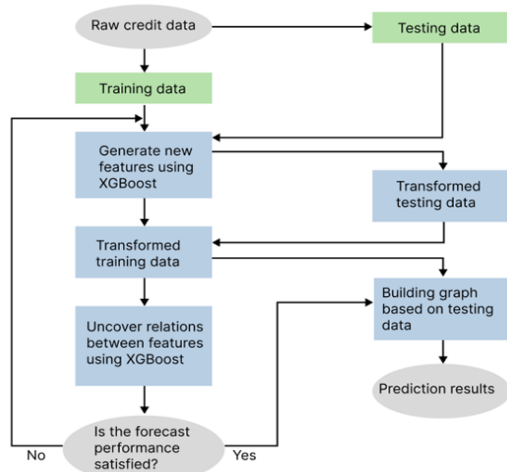 Raw credit data
Testing data
Training data
Generate new
features using
XGBoost
Transformed
testing data
Transformed
training data
Building graph
based on testing
data
Uncover relations
between features
using XGBoost
Prediction results
Is the forecast
performance
satisfied?
No
Yes